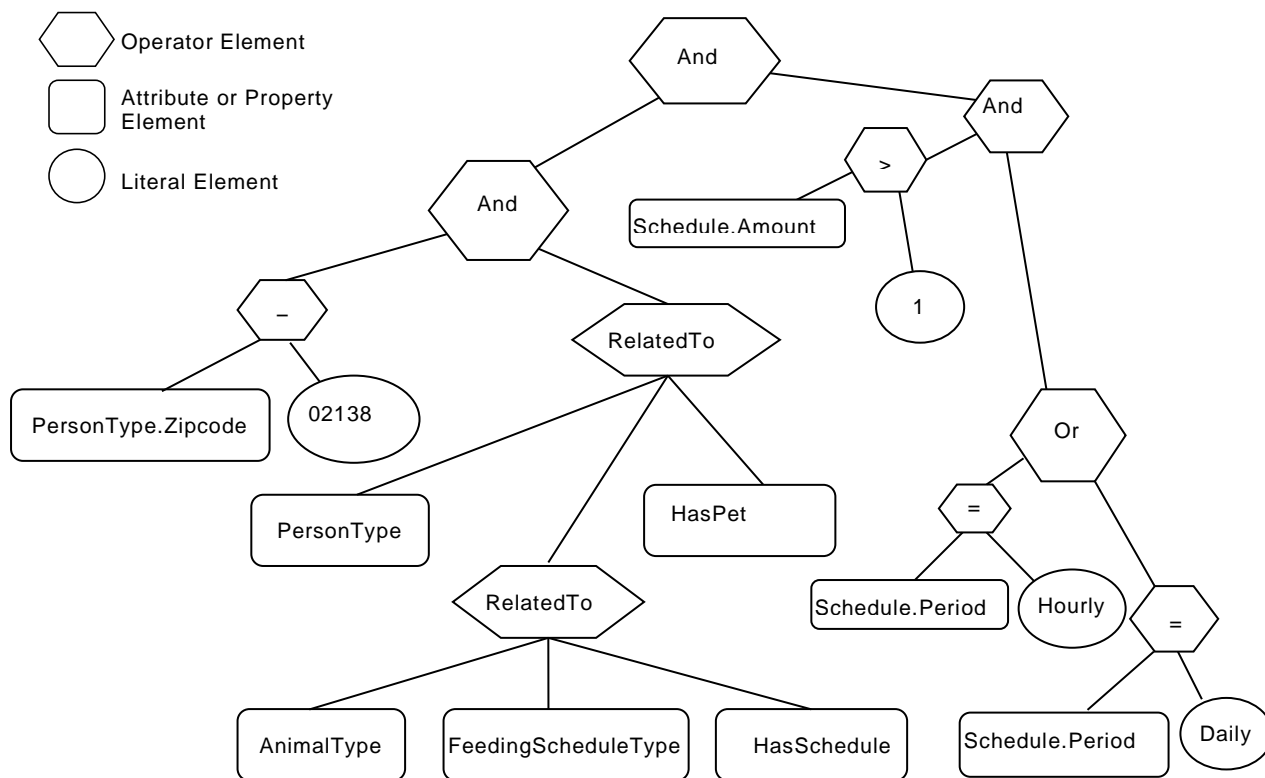 Operator Element
Attribute or Property
Element
Literal Element
And
And
>
Schedule.Amount
1
And
–
PersonType.Zipcode
02138
RelatedTo
PersonType
HasPet
RelatedTo
AnimalType
FeedingScheduleType
HasSchedule
Or
=
Schedule.Period
Hourly
=
Schedule.Period
Daily